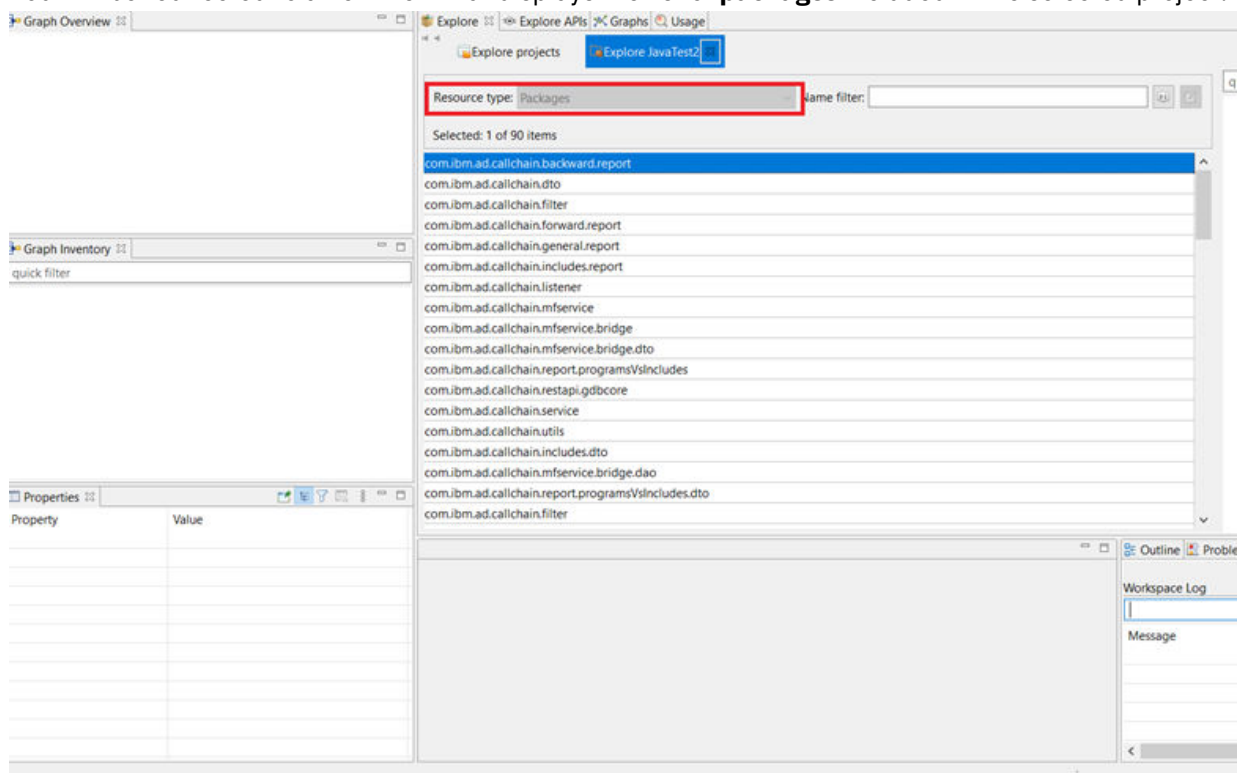 Graph Overview
Explore Explore APIs Graphs Usage
Explore projects Explore JavaTest2
Resource type: Packages Name filter:
Selected: 1 of 90 items
com.ibm.ad.callchain.backward.report
com.ibm.ad.callchain.dto
com.ibm.ad.callchain.filter
com.ibm.ad.callchain.forward.report
Graph Inventory
com.ibm.ad.callchain.general.report
quick filter
com.ibm.ad.callchain.includes.report
com.ibm.ad.callchain.listener
com.ibm.ad.callchain.mfservice
com.ibm.ad.callchain.mfservice.bridge
com.ibm.ad.callchain.mfservice.bridge.dto
com.ibm.ad.callchain.report.programsVsIncludes
com.ibm.ad.callchain.restapi.gdbcore
com.ibm.ad.callchain.service
com.ibm.ad.callchain.utils
com.ibm.ad.callchain.includes.dto
com.ibm.ad.callchain.mfservice.bridge.dao
Properties
com.ibm.ad.callchain.report.programsVsIncludes.dto
Property Value
com.ibm.ad.callchain.filter
Outline Proble
Workspace Log
Message